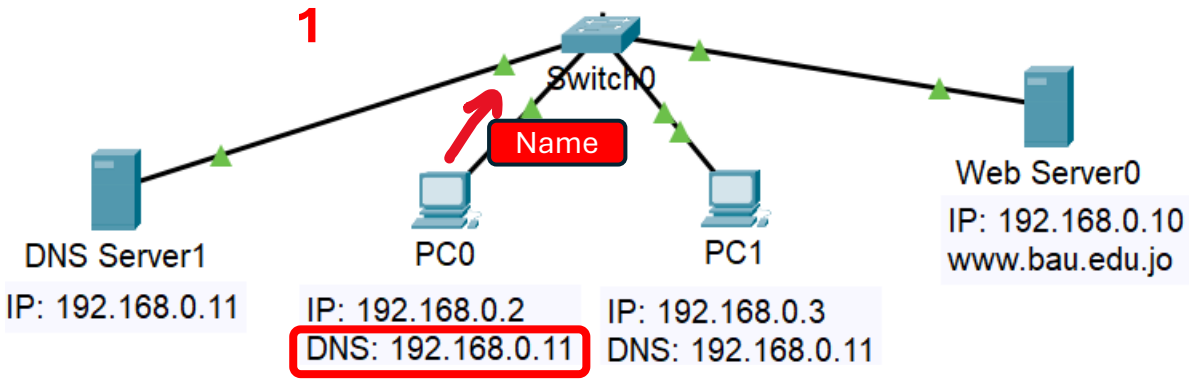 1
Switch0
Name
DNS Server1
IP: 192.168.0.11
PC0
IP: 192.168.0.2
DNS: 192.168.0.11
PC1
IP: 192.168.0.3
DNS: 192.168.0.11
Web Server0
IP: 192.168.0.10
www.bau.edu.jo